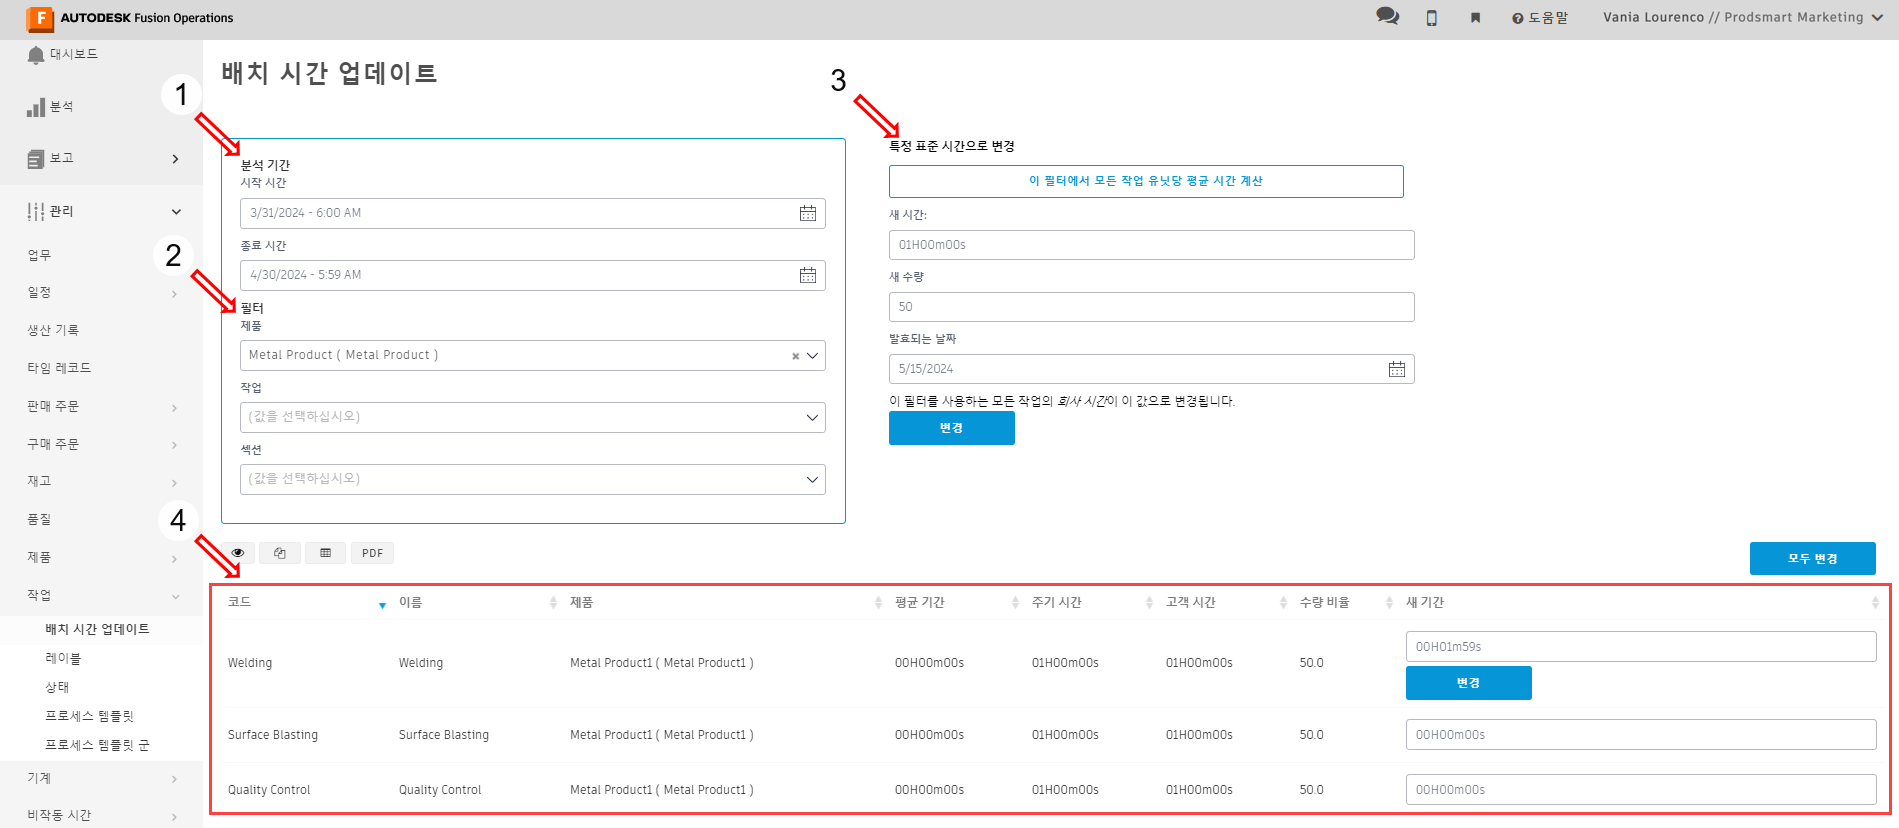 AUTODESK Fusion Operations
도움말
Vania Lourenco // Prodsmart Marketing
대시보드
분석
보고
관리
업무
일정
생산 기록
타임 레코드
판매 주문
구매 주문
재고
품질
제품
작업
배치 시간 업데이트
레이블
상태
프로세스 템플릿
프로세스 템플릿 군
기계
비작동 시간
배치 시간 업데이트
1
분석 기간
시작 시간
3/31/2024 - 6:00 AM
종료 시간
4/30/2024 - 5:59 AM
2
필터
제품
Metal Product ( Metal Product )
작업
(값을 선택하십시오)
섹션
(값을 선택하십시오)
3
특정 표준 시간으로 변경
이 필터에서 모든 작업 유닛당 평균 시간 계산
새 시간:
01H00m00s
새 수량
50
발효되는 날짜
5/15/2024
이 필터를 사용하는 모든 작업의 회사 시간이 이 값으로 변경됩니다.
변경
4
PDF
모두 변경
코드 이름 제품 평균 기간 주기 시간 고객 시간 수량 비율 새 기간
Welding Welding Metal Product1 ( Metal Product1 ) 00H00m00s 01H00m00s 01H00m00s 50.0 00H01m59s
변경
Surface Blasting Surface Blasting Metal Product1 ( Metal Product1 ) 00H00m00s 01H00m00s 01H00m00s 50.0 00H00m00s
Quality Control Quality Control Metal Product1 ( Metal Product1 ) 00H00m00s 01H00m00s 01H00m00s 50.0 00H00m00s